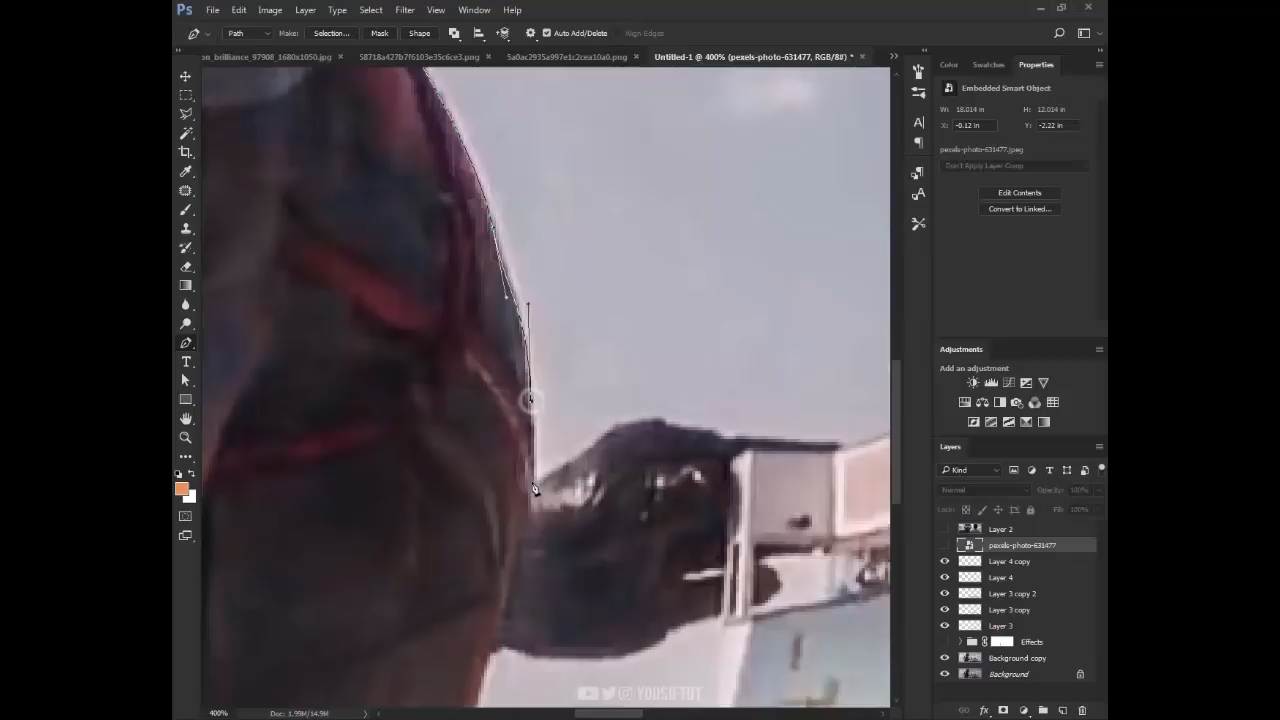 Ps File Edit Image Layer Type Select Filter View Window Help
Path Make: Selection... Mask Shape Auto Add/Delete Align Edges
on_brilliance_97908_1680x1050.jpg 58718a427b7f6103e35c6ce3.png 5a0ac2935a997e1c2cea10a0.png Untitled-1 @ 400% (pexels-photo-631477, RGB/8#) *
Color Swatches Properties
Embedded Smart Object
W: 18.014 in H: 12.014 in
X: -0.12 in Y: -2.22 in
pexels-photo-631477.jpeg
Don't Apply Layer Comp
Edit Contents
Convert to Linked...
Adjustments
Add an adjustment
Layers
Kind
Normal Opacity: 100%
Lock: Fill: 100%
Layer 2
pexels-photo-631477
Layer 4 copy
Layer 4
Layer 3 copy 2
Layer 3 copy
Layer 3
Effects
Background copy
Background
YOUSIFTUT
400% Doc: 1.99M/14.9M